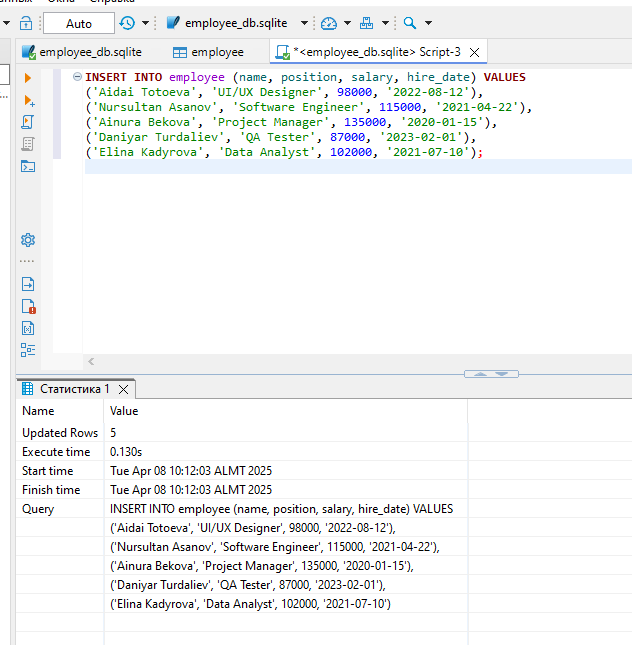 Auto
employee_db.sqlite
employee_db.sqlite
employee
*<employee_db.sqlite> Script-3
INSERT INTO employee (name, position, salary, hire_date) VALUES
('Aidai Totoeva', 'UI/UX Designer', 98000, '2022-08-12'),
('Nursultan Asanov', 'Software Engineer', 115000, '2021-04-22'),
('Ainura Bekova', 'Project Manager', 135000, '2020-01-15'),
('Daniyar Turdaliev', 'QA Tester', 87000, '2023-02-01'),
('Elina Kadyrova', 'Data Analyst', 102000, '2021-07-10');
Статистика 1
Name Value
Updated Rows 5
Execute time 0.130s
Start time Tue Apr 08 10:12:03 ALMT 2025
Finish time Tue Apr 08 10:12:03 ALMT 2025
Query INSERT INTO employee (name, position, salary, hire_date) VALUES
('Aidai Totoeva', 'UI/UX Designer', 98000, '2022-08-12'),
('Nursultan Asanov', 'Software Engineer', 115000, '2021-04-22'),
('Ainura Bekova', 'Project Manager', 135000, '2020-01-15'),
('Daniyar Turdaliev', 'QA Tester', 87000, '2023-02-01'),
('Elina Kadyrova', 'Data Analyst', 102000, '2021-07-10')